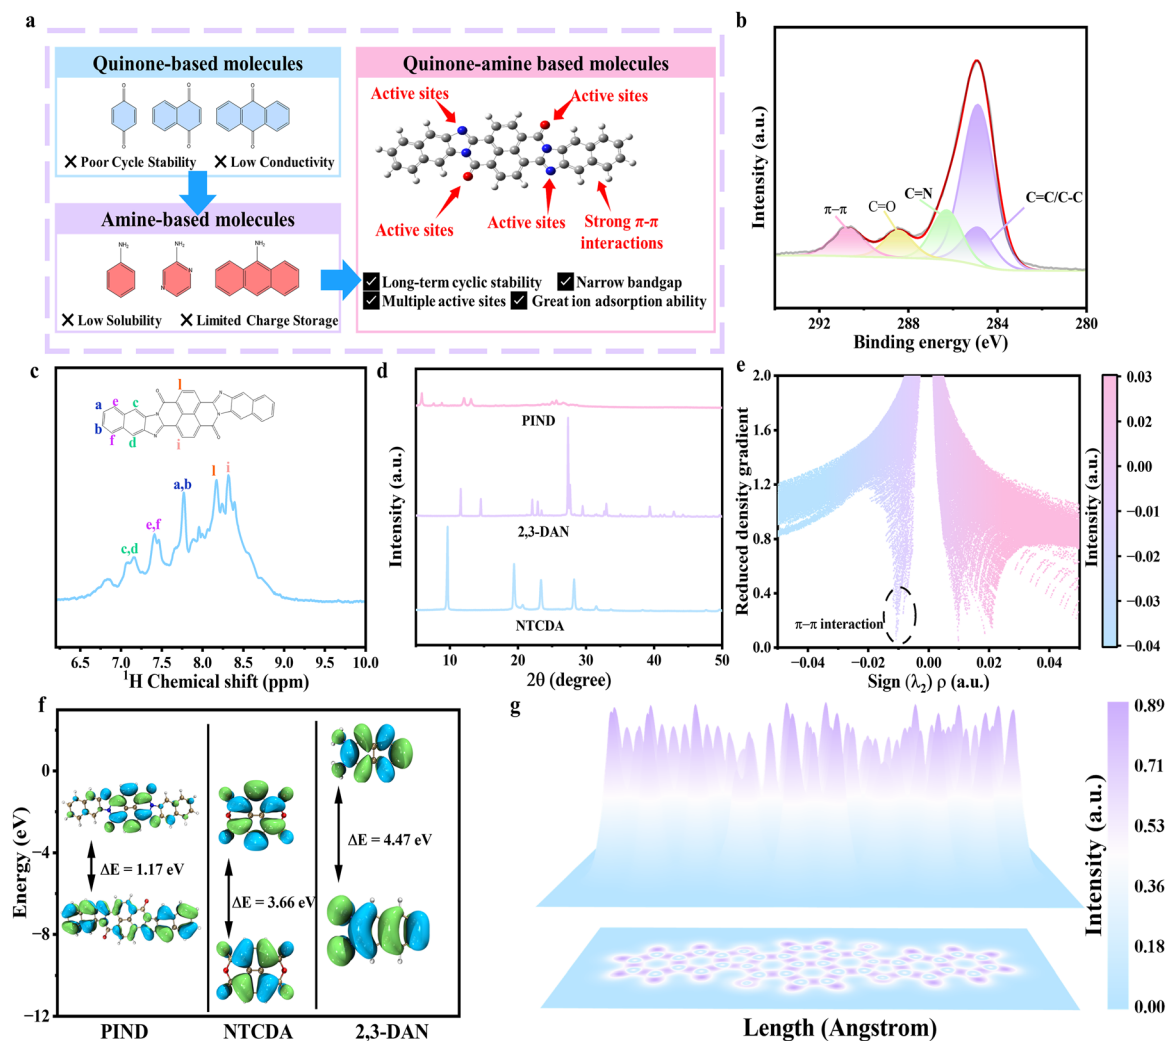 a
Quinone-based molecules
O
O
O
O
O
O
✕ Poor Cycle Stability ✕ Low Conductivity
Amine-based molecules
NH₂
NH₂
NH₂
N
N
✕ Low Solubility ✕ Limited Charge Storage
Quinone-amine based molecules
Active sites
Active sites
Active sites
Active sites
Strong π-π
interactions
✓ Long-term cyclic stability ✓ Narrow bandgap
✓ Multiple active sites ✓ Great ion adsorption ability
b
Intensity (a.u.)
π–π
C=O
C=N
C=C/C-C
292 288 284 280
Binding energy (eV)
c
a
b
e
f
c
d
l
i
O
N
N
N
N
O
c,d
e,f
a,b
l
i
7.0 7.5 8.0 8.5 9.0 9.5 10.0
¹H Chemical shift (ppm)
d
Intensity (a.u.)
PIND
2,3-DAN
NTCDA
10 20 30 40 50
2θ (degree)
e
Reduced density gradient
2.0
1.6
1.2
0.8
0.4
0.0
π–π interaction
−0.04 −0.02 0.00 0.02 0.04
Sign (λ₂) ρ (a.u.)
Intensity (a.u.)
0.03
0.02
0.01
0.00
−0.01
−0.01
−0.02
−0.03
−0.04
f
Energy (eV)
0
−4
−8
−12
ΔE = 1.17 eV
ΔE = 3.66 eV
ΔE = 4.47 eV
PIND NTCDA 2,3-DAN
g
Length (Angstrom)
Intensity (a.u.)
0.89
0.71
0.53
0.36
0.18
0.00